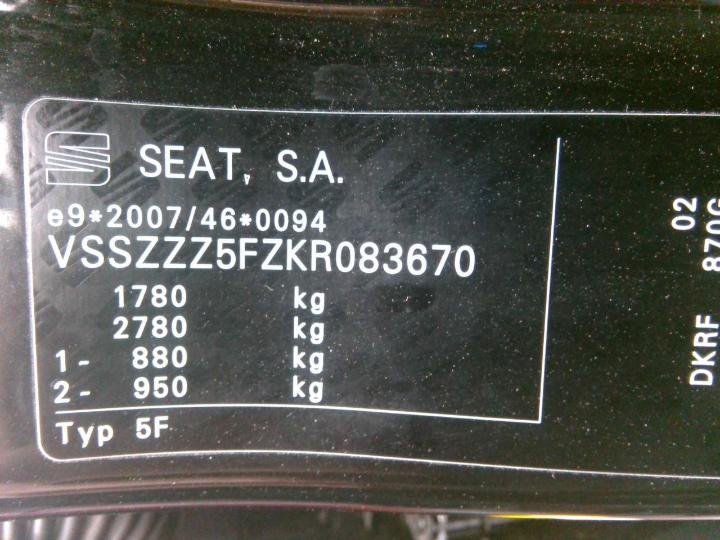 SEAT, S.A.
e9*2007/46*0094
VSSZZZ5FZKR083670
1780 kg
2780 kg
1- 880 kg
2- 950 kg
Typ 5F
DKRF 02
870G